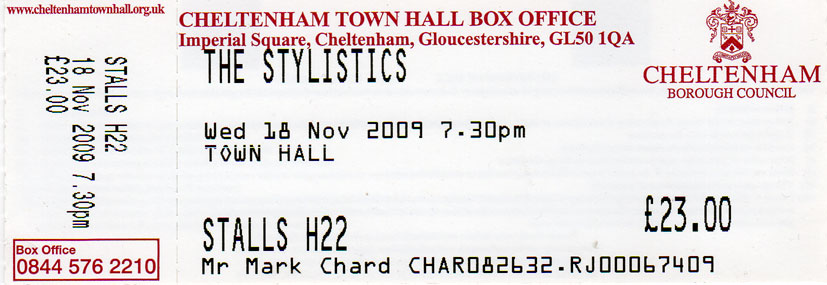 www.cheltenhamtownhall.org.uk
STALLS H22
18 Nov 2009 7.30pm
£23.00
Box Office
0844 576 2210
CHELTENHAM TOWN HALL BOX OFFICE
Imperial Square, Cheltenham, Gloucestershire, GL50 1QA
THE STYLISTICS
Wed 18 Nov 2009 7.30pm
TOWN HALL
£23.00
STALLS H22
Mr Mark Chard CHAR082632.RJ00067409
CHELTENHAM
BOROUGH COUNCIL